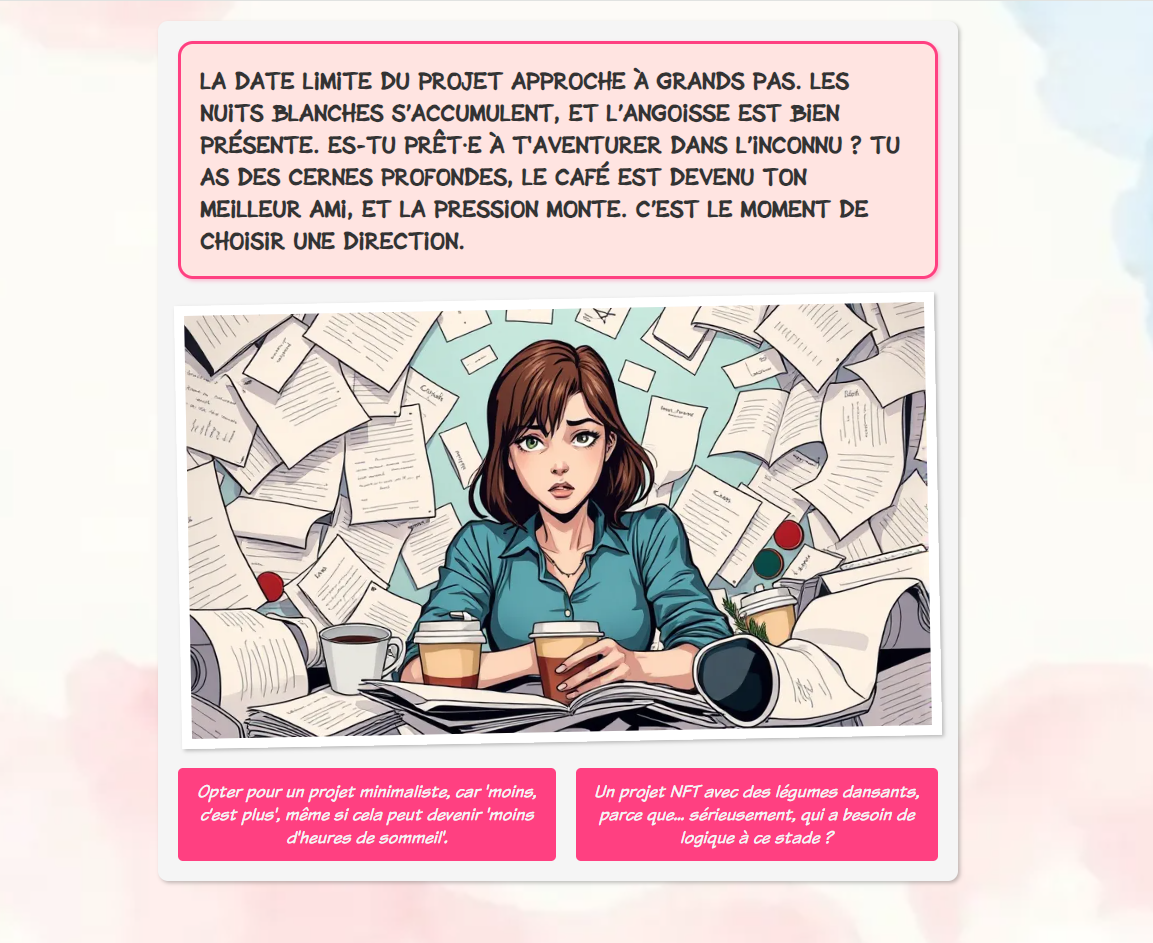 LA DATE LIMITE DU PROJET APPROCHE À GRANDS PAS. LES
NUITS BLANCHES S'ACCUMULENT, ET L'ANGOISSE EST BIEN
PRÉSENTE. ES-TU PRÊT·E À T'AVENTURER DANS L'INCONNU ? TU
AS DES CERNES PROFONDES, LE CAFÉ EST DEVENU TON
MEILLEUR AMI, ET LA PRESSION MONTE. C'EST LE MOMENT DE
CHOISIR UNE DIRECTION.
Opter pour un projet minimaliste, car 'moins,
c'est plus', même si cela peut devenir 'moins
d'heures de sommeil'.
Un projet NFT avec des légumes dansants,
parce que... sérieusement, qui a besoin de
logique à ce stade ?